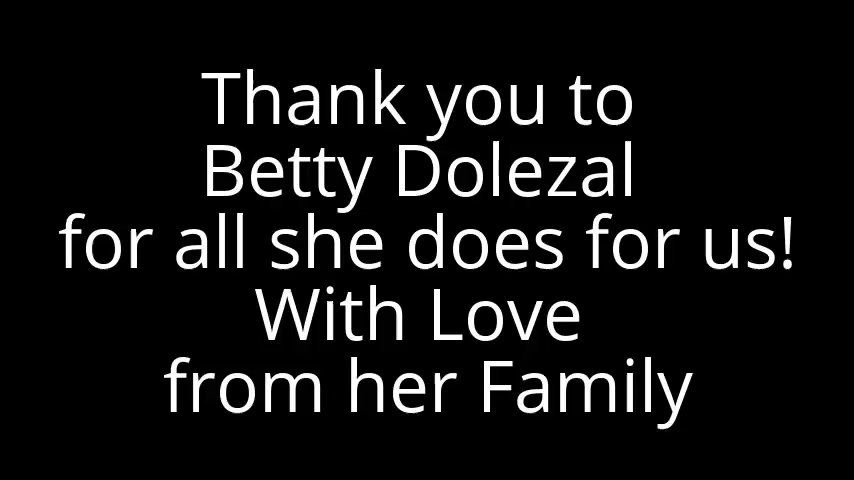 Thank you to
Betty Dolezal
for all she does for us!
With Love
from her Family